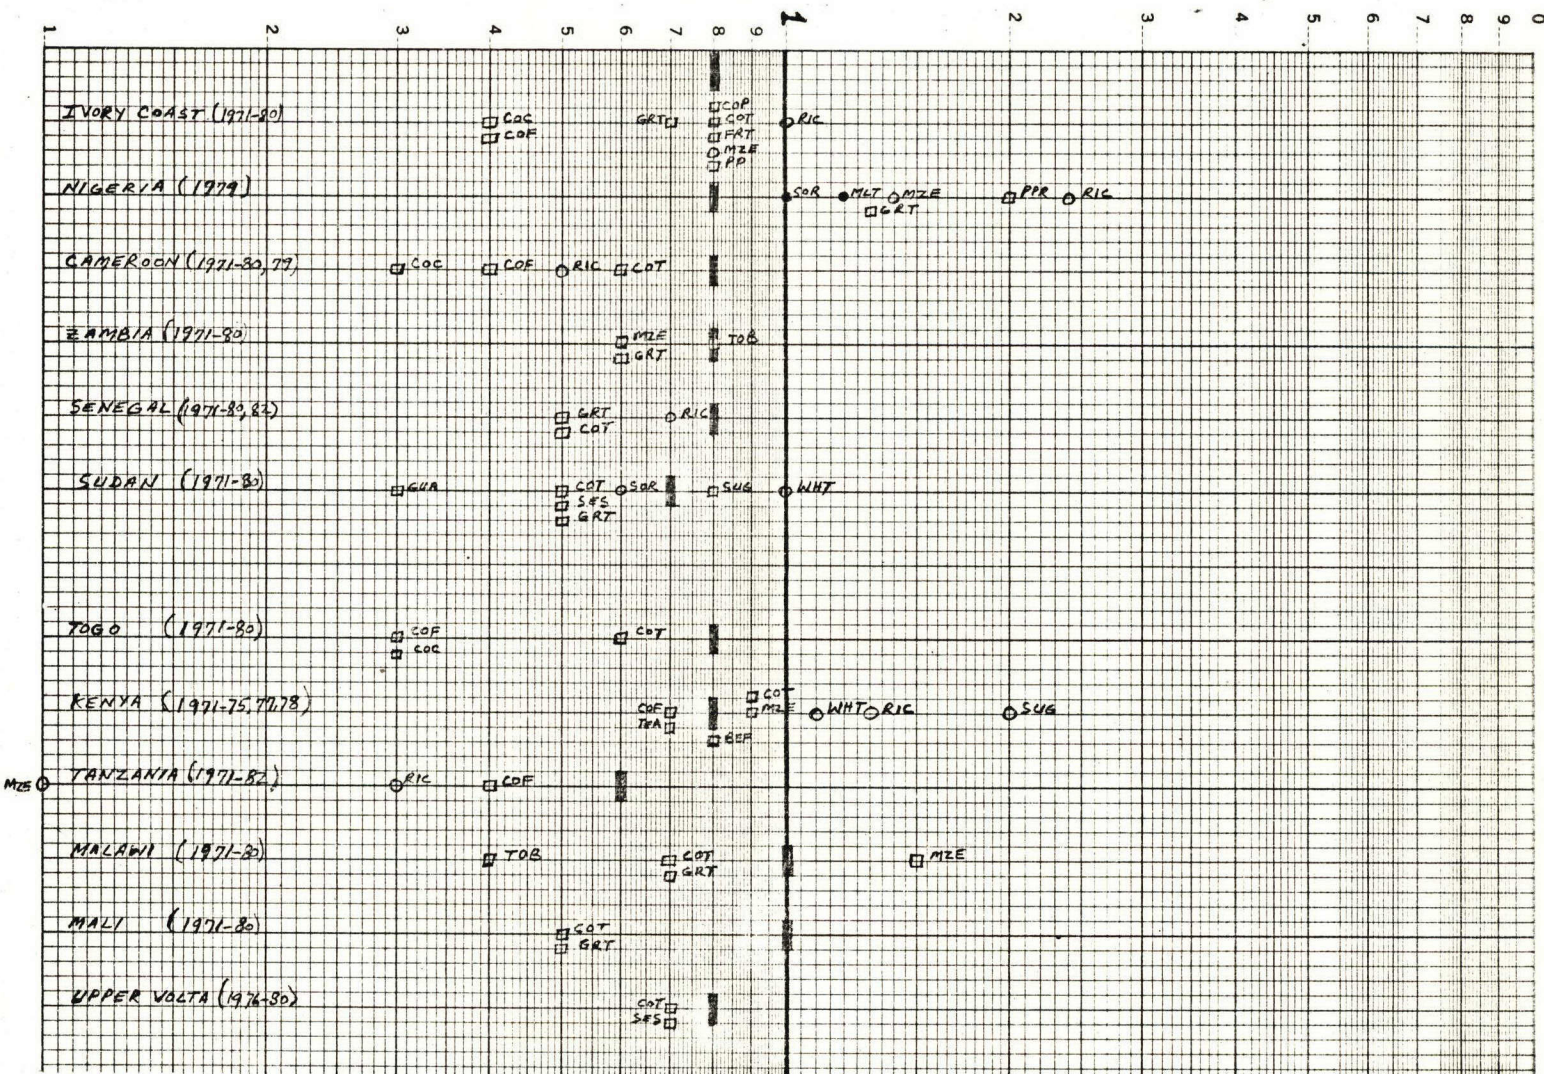 1 2 3 4 5 6 7 8 9 1 2 3 4 5 6 7 8 9 0
COP
IVORY COAST (1971-80) COC GRT COT RIC
COF FRT
MZE
PP
NIGERIA (1979) SOR MLT MZE PPR RIC
GRT
CAMEROON (1971-80, 79) COC COF RIC COT
ZAMBIA (1971-80) MZE TOB
GRT
SENEGAL (1971-80, 82) GRT RIC
COT
SUDAN (1971-80) GUA COT SOR SUG WHT
SES
GRT
TOGO (1971-80) COF COT
COC
COT
KENYA (1971-75, 77, 78) COF MZE WHT RIC SUG
TEA
BEF
MZE TANZANIA (1971-82) RIC COF
MALAWI (1971-80) TOB COT MZE
GRT
MALI (1971-80) COT
GRT
UPPER VOLTA (1976-80) COT
SES